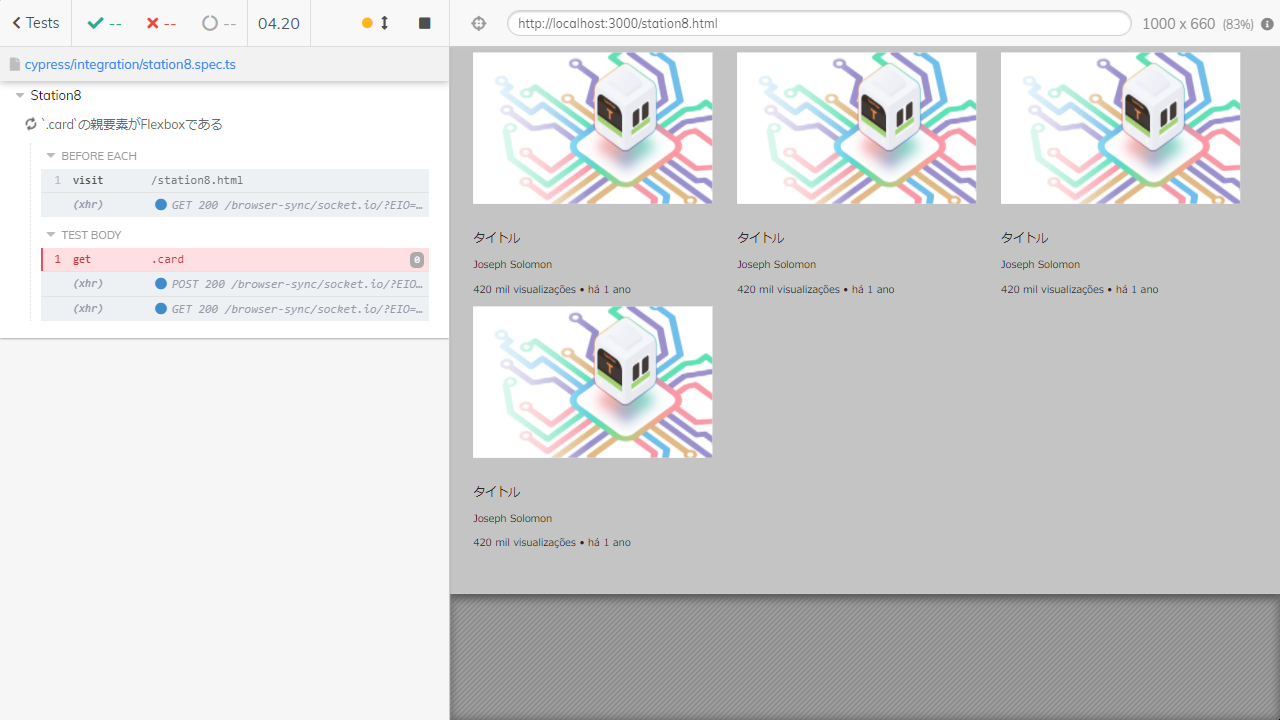 Tests
--
--
--
04.20
http://localhost:3000/station8.html
1000 x 660 (83%)
cypress/integration/station8.spec.ts
Station8
`.card`の親要素がFlexboxである
BEFORE EACH
1 visit /station8.html
(xhr) GET 200 /browser-sync/socket.io/?EIO=…
TEST BODY
1 get .card 0
(xhr) POST 200 /browser-sync/socket.io/?EIO=…
(xhr) GET 200 /browser-sync/socket.io/?EIO=…
タイトル タイトル タイトル
Joseph Solomon Joseph Solomon Joseph Solomon
420 mil visualizações • há 1 ano 420 mil visualizações • há 1 ano 420 mil visualizações • há 1 ano
タイトル
Joseph Solomon
420 mil visualizações • há 1 ano